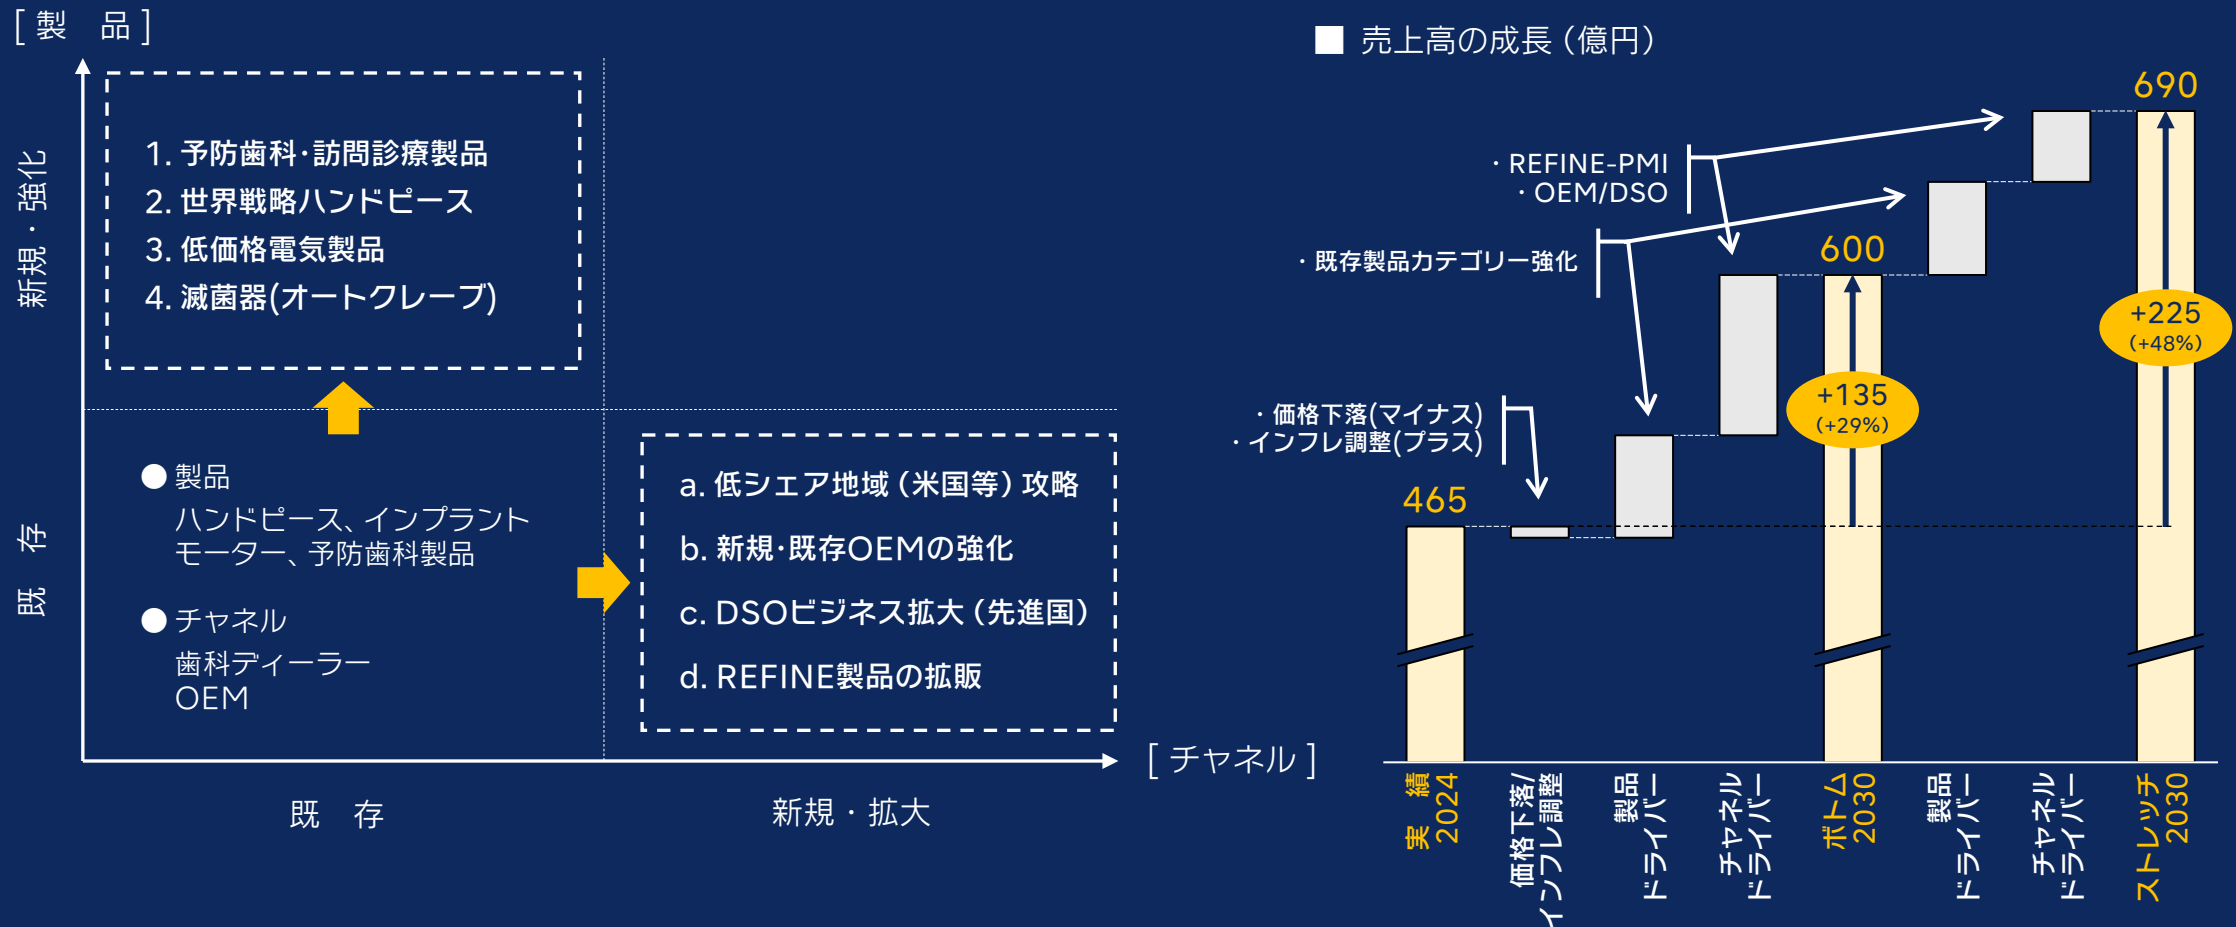 [ 製　品 ]
新規・強化
1. 予防歯科・訪問診療製品
2. 世界戦略ハンドピース
3. 低価格電気製品
4. 滅菌器(オートクレーブ)
既　存
● 製品
ハンドピース、インプラント
モーター、予防歯科製品
● チャネル
歯科ディーラー
OEM
a. 低シェア地域（米国等）攻略
b. 新規・既存OEMの強化
c. DSOビジネス拡大（先進国）
d. REFINE製品の拡販
[ チャネル ]
既　存
新規・拡大
■ 売上高の成長（億円）
690
・REFINE-PMI
・OEM/DSO
600
・既存製品カテゴリー強化
+225
(+48%)
+135
(+29%)
・価格下落(マイナス)
・インフレ調整(プラス)
465
実　績
2024
価格下落/
インフレ調整
製品
ドライバー
チャネル
ドライバー
ボトム
2030
製品
ドライバー
チャネル
ドライバー
ストレッチ
2030